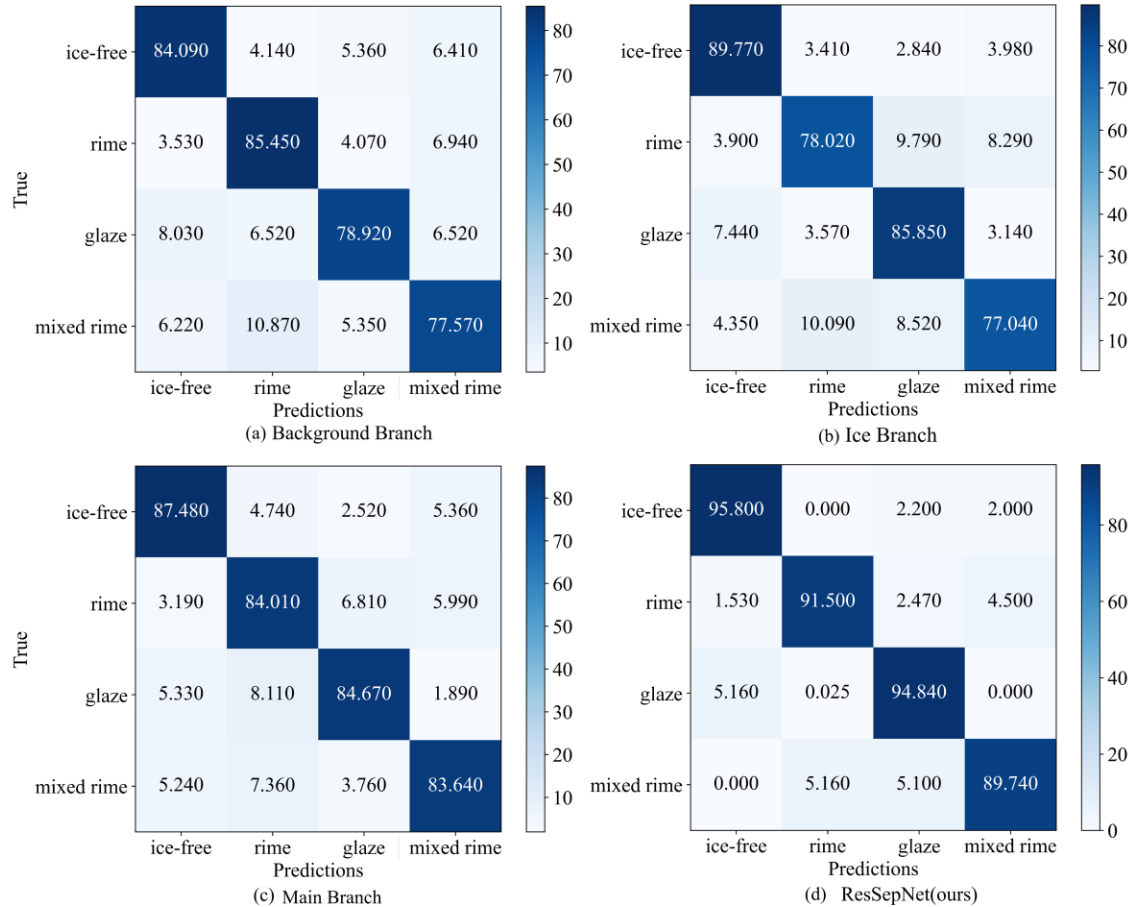 ice-free 84.090 4.140 5.360 6.410
rime 3.530 85.450 4.070 6.940
glaze 8.030 6.520 78.920 6.520
mixed rime 6.220 10.870 5.350 77.570
ice-free rime glaze mixed rime
True
Predictions
80
70
60
50
40
30
20
10
(a) Background Branch
ice-free 89.770 3.410 2.840 3.980
rime 3.900 78.020 9.790 8.290
glaze 7.440 3.570 85.850 3.140
mixed rime 4.350 10.090 8.520 77.040
ice-free rime glaze mixed rime
Predictions
80
70
60
50
40
30
20
10
(b) Ice Branch
ice-free 87.480 4.740 2.520 5.360
rime 3.190 84.010 6.810 5.990
glaze 5.330 8.110 84.670 1.890
mixed rime 5.240 7.360 3.760 83.640
ice-free rime glaze mixed rime
True
Predictions
80
70
60
50
40
30
20
10
(c) Main Branch
ice-free 95.800 0.000 2.200 2.000
rime 1.530 91.500 2.470 4.500
glaze 5.160 0.025 94.840 0.000
mixed rime 0.000 5.160 5.100 89.740
ice-free rime glaze mixed rime
Predictions
80
60
40
20
0
(d) ResSepNet(ours)